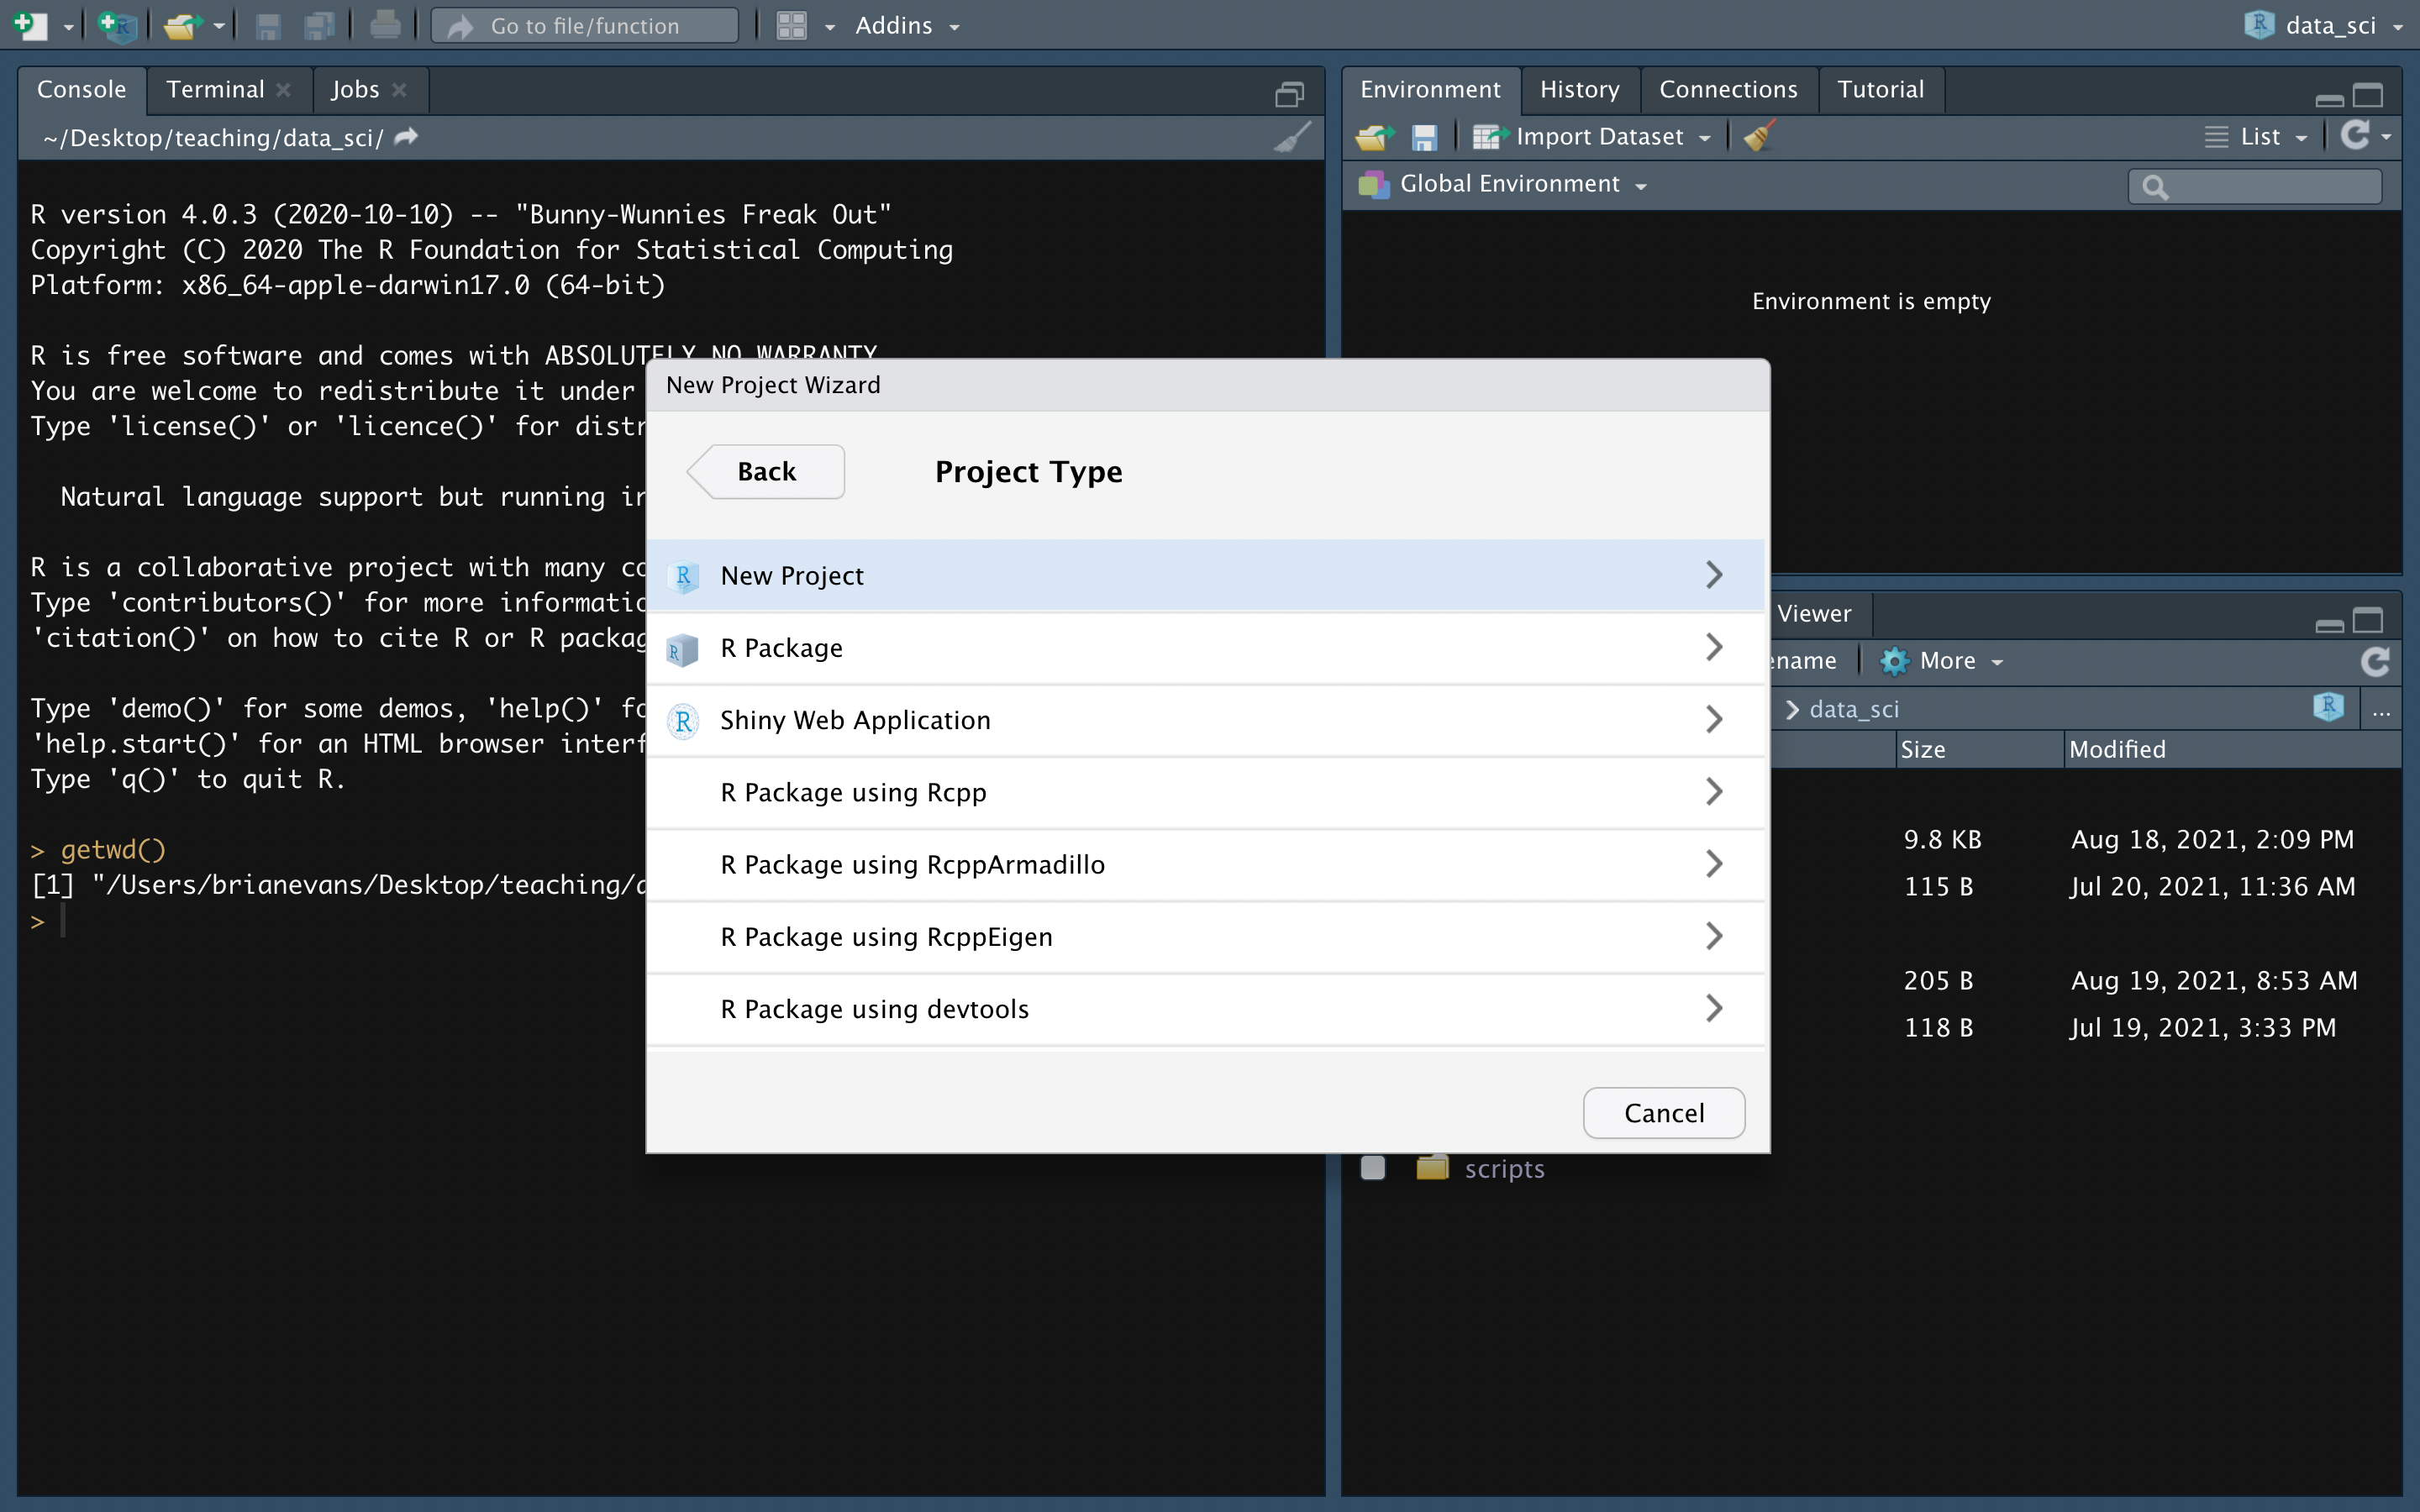 Go to file/function
Addins
data_sci
Console
Terminal
Jobs
~/Desktop/teaching/data_sci/
R version 4.0.3 (2020-10-10) -- "Bunny-Wunnies Freak Out"
Copyright (C) 2020 The R Foundation for Statistical Computing
Platform: x86_64-apple-darwin17.0 (64-bit)
R is free software and comes with ABSOLUTELY NO WARRANTY
You are welcome to redistribute it under
Type 'license()' or 'licence()' for distr
Natural language support but running in
R is a collaborative project with many co
Type 'contributors()' for more informatio
'citation()' on how to cite R or R packag
Type 'demo()' for some demos, 'help()' fo
'help.start()' for an HTML browser interf
Type 'q()' to quit R.
> getwd()
[1] "/Users/brianevans/Desktop/teaching/d
>
Environment
History
Connections
Tutorial
Import Dataset
List
Global Environment
Environment is empty
New Project Wizard
Back
Project Type
New Project
R Package
Shiny Web Application
R Package using Rcpp
R Package using RcppArmadillo
R Package using RcppEigen
R Package using devtools
Cancel
Viewer
ename
More
data_sci
...
Size
Modified
9.8 KB
Aug 18, 2021, 2:09 PM
115 B
Jul 20, 2021, 11:36 AM
205 B
Aug 19, 2021, 8:53 AM
118 B
Jul 19, 2021, 3:33 PM
scripts